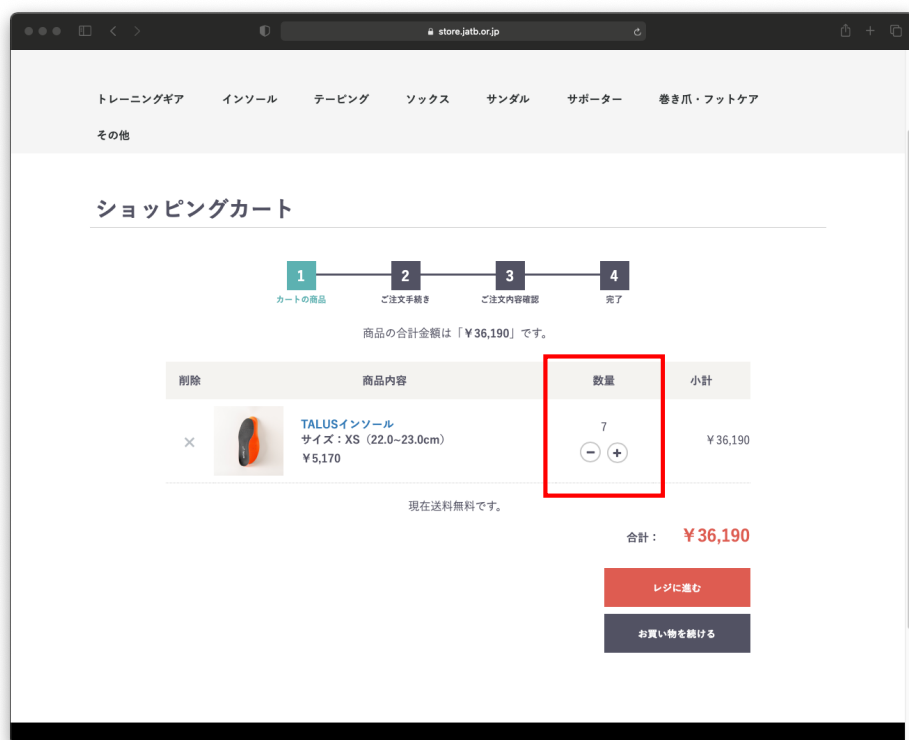 store.jatb.or.jp
トレーニングギア インソール テーピング ソックス サンダル サポーター 巻き爪・フットケア
その他
ショッピングカート
1 2 3 4
カートの商品 ご注文手続き ご注文内容確認 完了
商品の合計金額は「￥36,190」です。
削除 商品内容 数量 小計
TALUSインソール
サイズ：XS（22.0~23.0cm）
￥5,170
7
￥36,190
現在送料無料です。
合計： ￥36,190
レジに進む
お買い物を続ける